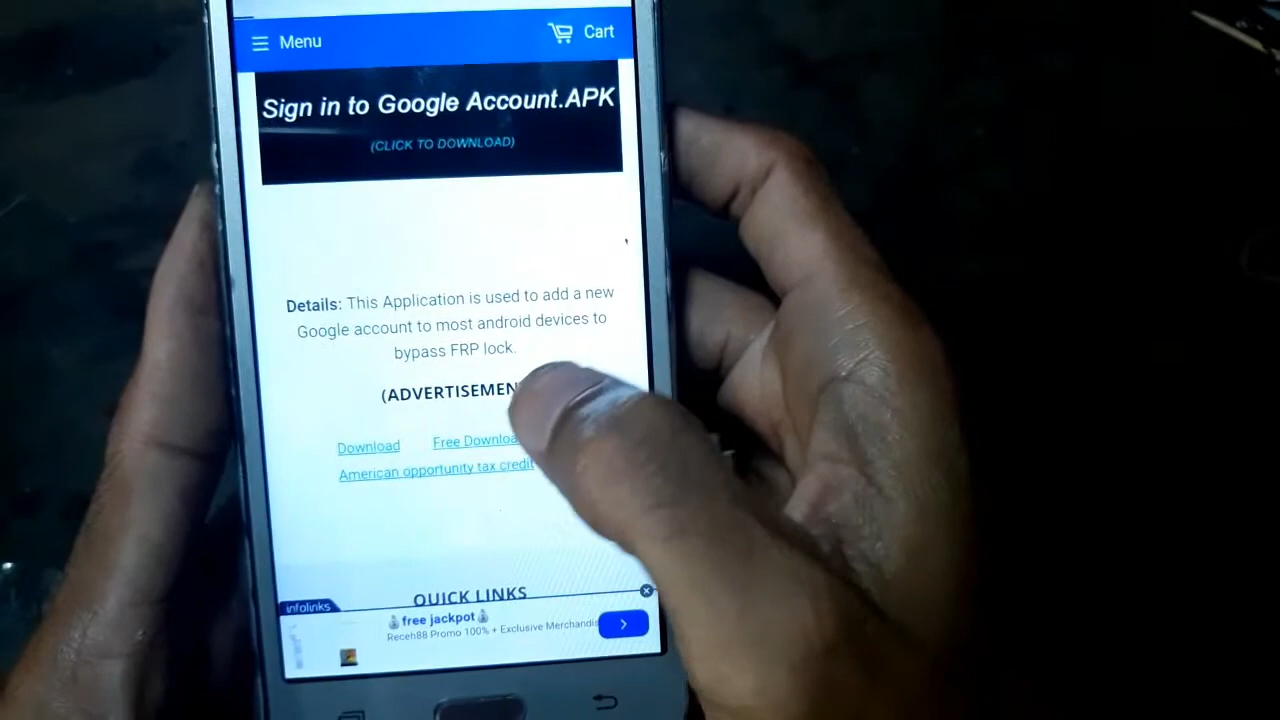 Menu
Cart
Sign in to Google Account.APK
(CLICK TO DOWNLOAD)
Details: This Application is used to add a new
Google account to most android devices to
bypass FRP lock.
(ADVERTISEMEN
Download Free Downloa
American opportunity tax credit
QUICK LINKS
infolinks
💰free jackpot💰
Receh88 Promo 100% + Exclusive Merchandis